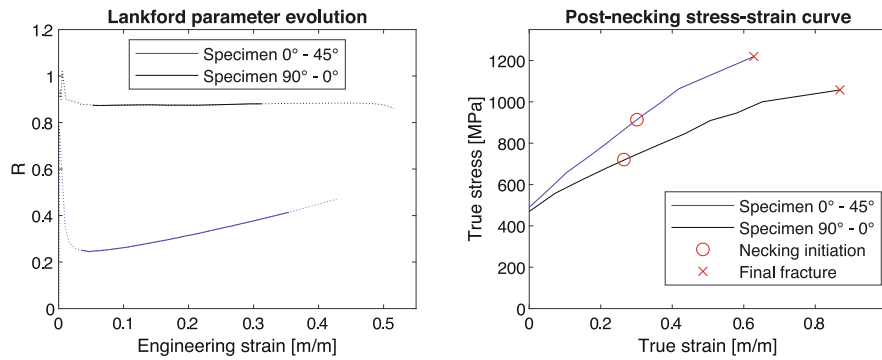 Lankford parameter evolution
1.2
1
0.8
0.6
0.4
0.2
0
R
0
0.1
0.2
0.3
0.4
0.5
Engineering strain [m/m]
Specimen 0° - 45°
Specimen 90° - 0°
Post-necking stress-strain curve
1200
1000
800
600
400
200
0
True stress [MPa]
0
0.2
0.4
0.6
0.8
True strain [m/m]
Specimen 0° - 45°
Specimen 90° - 0°
Necking initiation
Final fracture